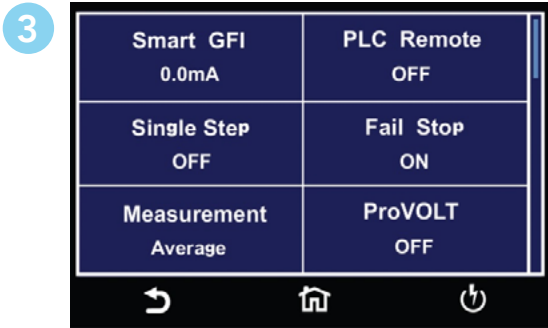 3
Smart GFI
0.0mA
PLC Remote
OFF
Single Step
OFF
Fail Stop
ON
Measurement
Average
ProVOLT
OFF